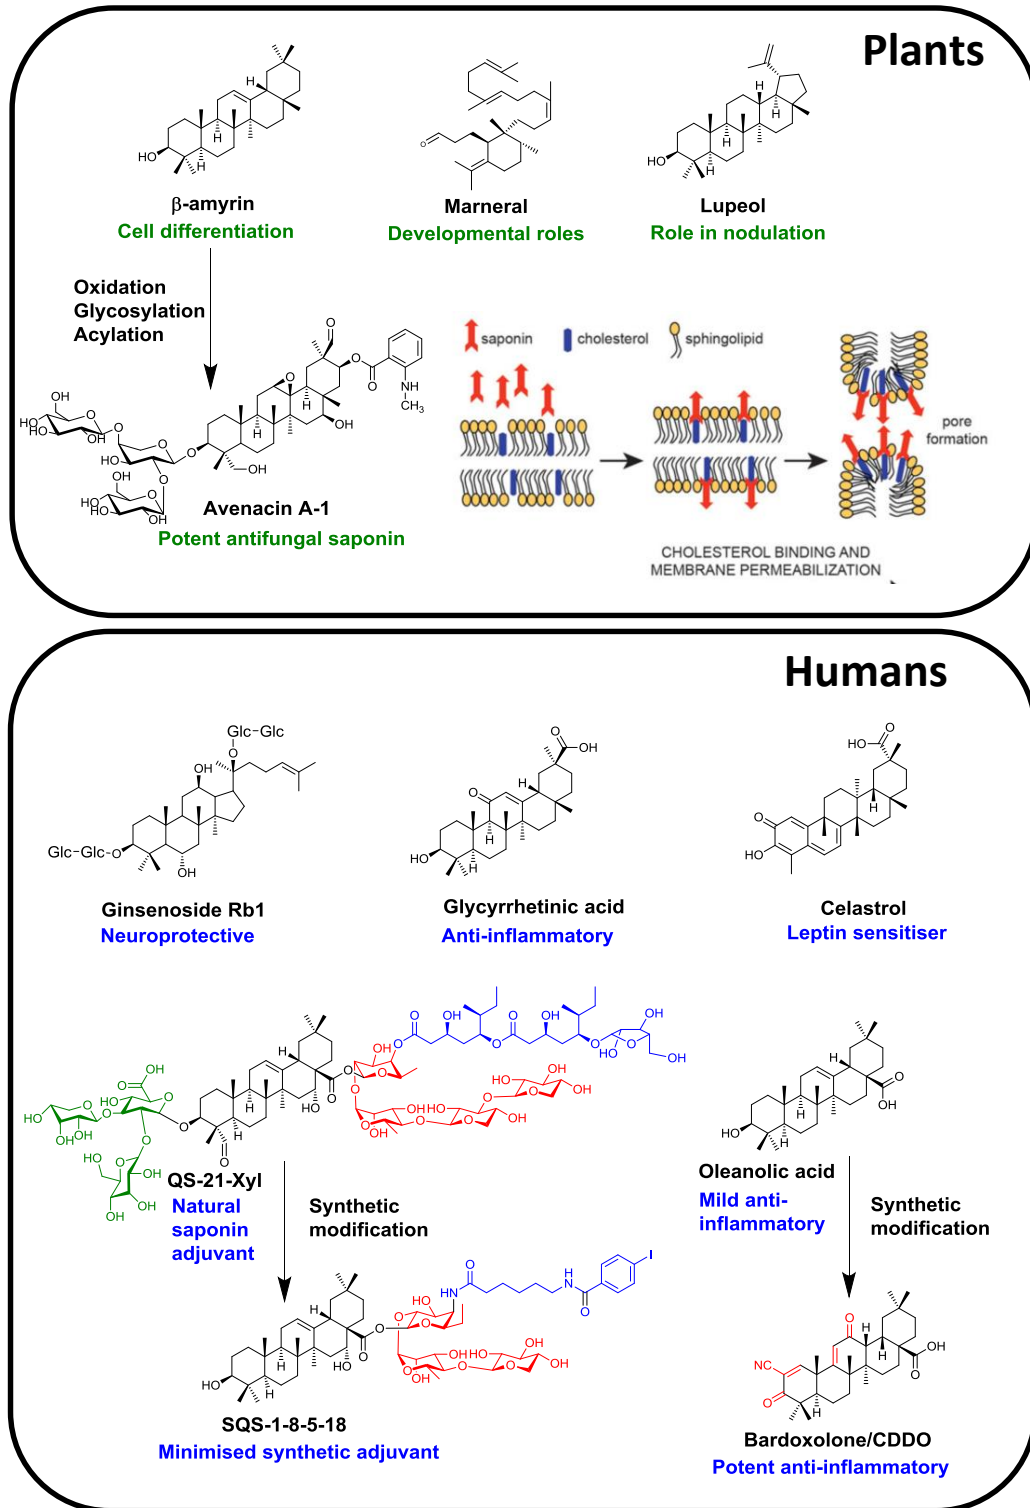 Plants
β-amyrin
Cell differentiation
Marneral
Developmental roles
Lupeol
Role in nodulation
Oxidation
Glycosylation
Acylation
Avenacin A-1
Potent antifungal saponin
saponin
cholesterol
sphingolipid
pore
formation
CHOLESTEROL BINDING AND
MEMBRANE PERMEABILIZATION
Humans
Glc-Glc
Glc-Glc-O
Ginsenoside Rb1
Neuroprotective
Glycyrrhetinic acid
Anti-inflammatory
Celastrol
Leptin sensitiser
QS-21-Xyl
Natural
saponin
adjuvant
Synthetic
modification
Oleanolic acid
Mild anti-
inflammatory
Synthetic
modification
SQS-1-8-5-18
Minimised synthetic adjuvant
Bardoxolone/CDDO
Potent anti-inflammatory